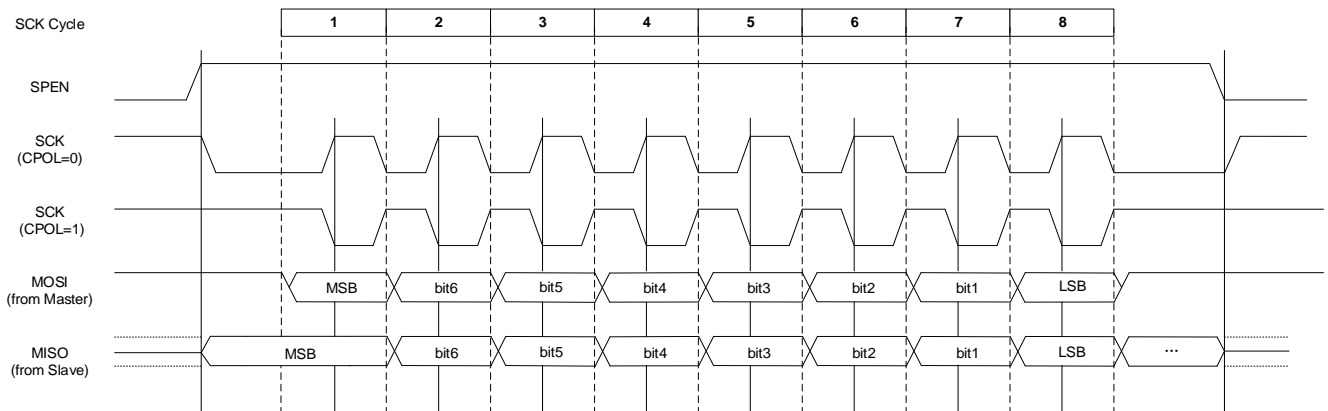 SCK Cycle 1 2 3 4 5 6 7 8
SPEN
SCK
(CPOL=0)
SCK
(CPOL=1)
MOSI
(from Master)
MSB bit6 bit5 bit4 bit3 bit2 bit1 LSB
MISO
(from Slave)
MSB bit6 bit5 bit4 bit3 bit2 bit1 LSB ...